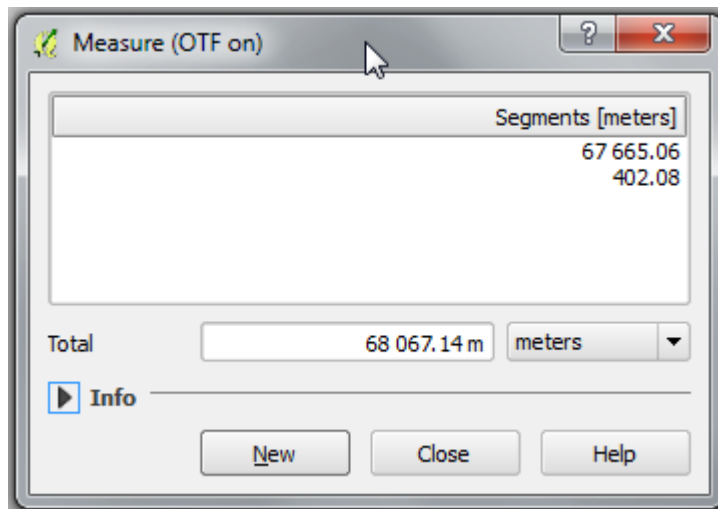 Measure (OTF on)
Segments [meters]
67 665.06
402.08
Total 68 067.14 m meters
Info
New Close Help